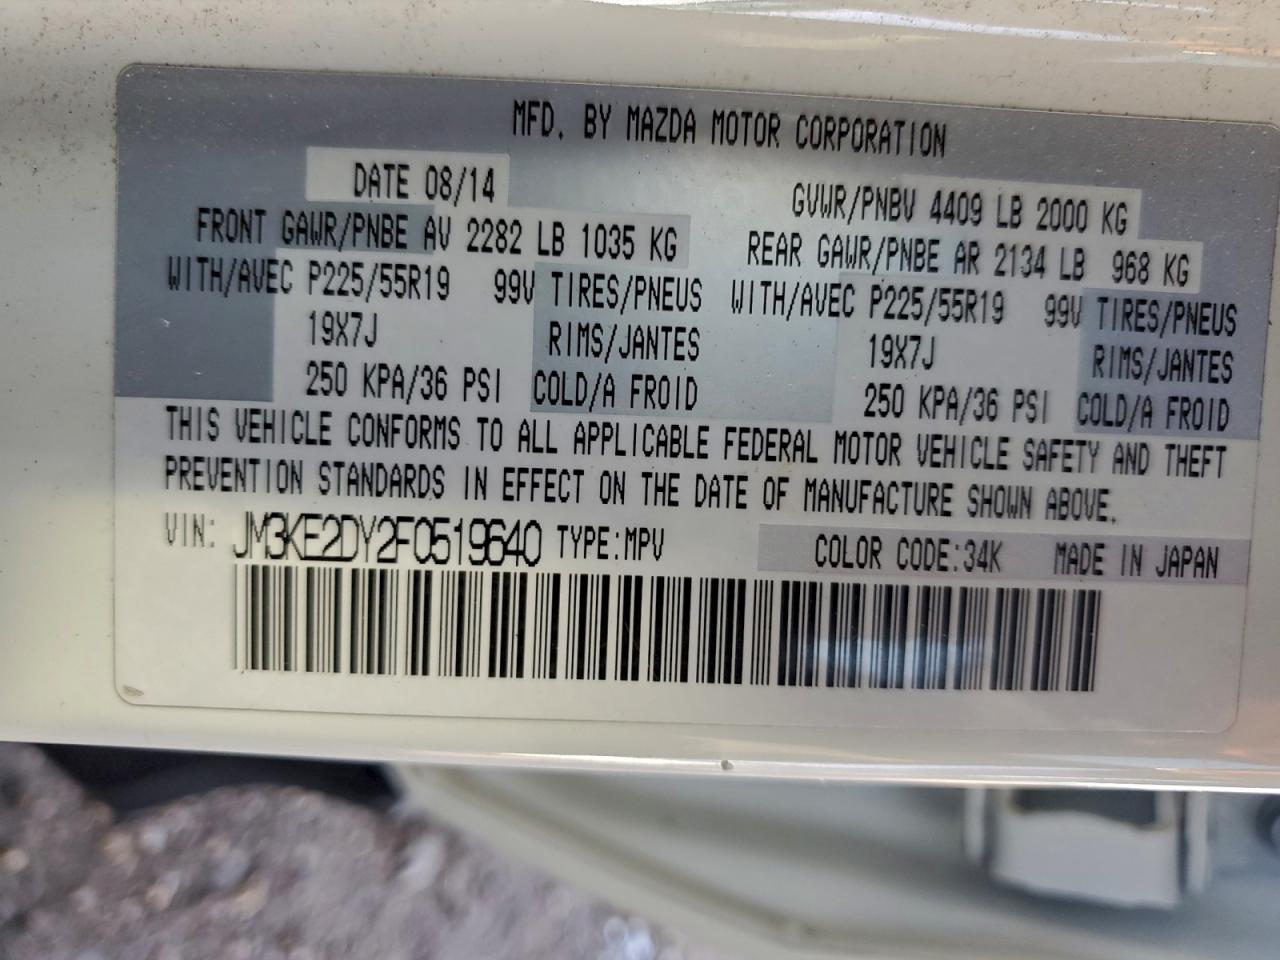 MFD. BY MAZDA MOTOR CORPORATION
DATE 08/14 GVWR/PNBV 4409 LB 2000 KG
FRONT GAWR/PNBE AV 2282 LB 1035 KG REAR GAWR/PNBE AR 2134 LB 968 KG
WITH/AVEC P225/55R19 99V TIRES/PNEUS WITH/AVEC P225/55R19 99V TIRES/PNEUS
19X7J RIMS/JANTES 19X7J RIMS/JANTES
250 KPA/36 PSI COLD/A FROID 250 KPA/36 PSI COLD/A FROID
THIS VEHICLE CONFORMS TO ALL APPLICABLE FEDERAL MOTOR VEHICLE SAFETY AND THEFT
PREVENTION STANDARDS IN EFFECT ON THE DATE OF MANUFACTURE SHOWN ABOVE.
VIN: JM3KE2DY2F0519640 TYPE:MPV COLOR CODE:34K MADE IN JAPAN